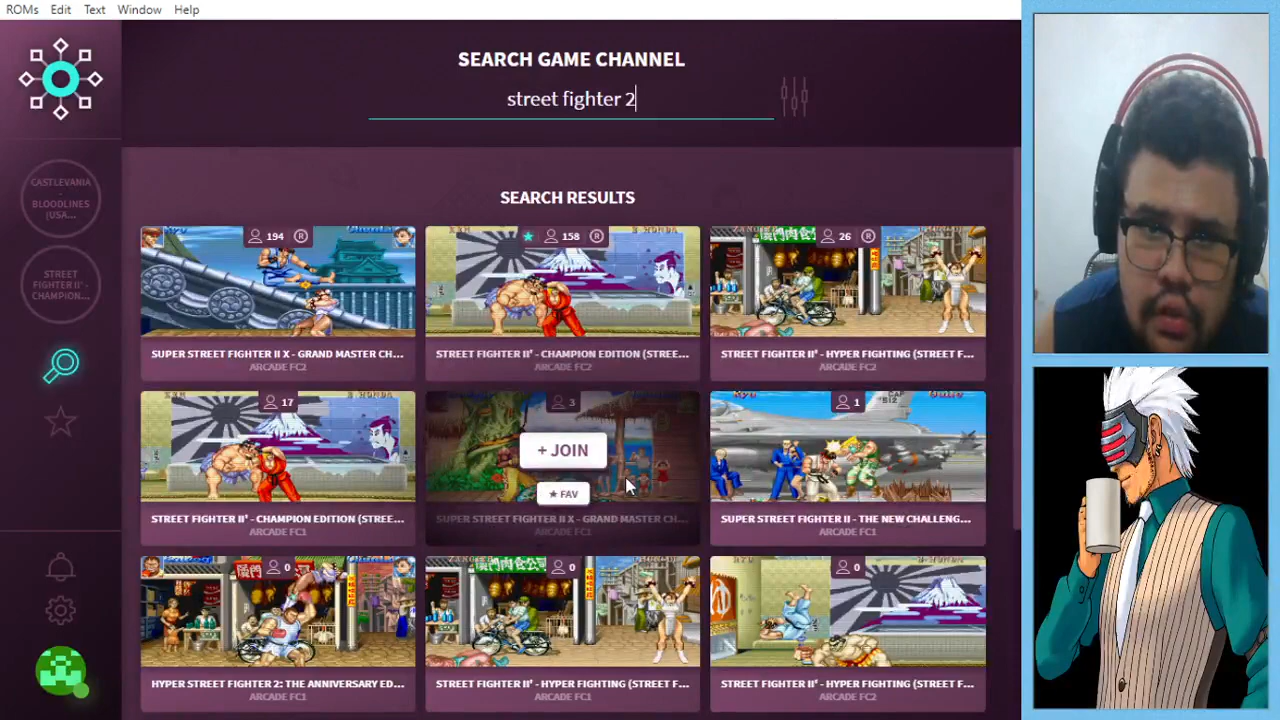 ROMs Edit Text Window Help
SEARCH GAME CHANNEL
street fighter 2
CASTLEVANIA
-
BLOODLINES
(USA...
STREET
FIGHTER II' -
CHAMPION...
SEARCH RESULTS
194 R
158 R
26 R
SUPER STREET FIGHTER II X - GRAND MASTER CH...
ARCADE FC2
STREET FIGHTER II' - CHAMPION EDITION (STREE...
ARCADE FC2
STREET FIGHTER II' - HYPER FIGHTING (STREET F...
ARCADE FC2
17
3
1
+ JOIN
★ FAV
STREET FIGHTER II' - CHAMPION EDITION (STREE...
ARCADE FC1
SUPER STREET FIGHTER II X - GRAND MASTER CH...
ARCADE FC1
SUPER STREET FIGHTER II - THE NEW CHALLENG...
ARCADE FC1
0
0
0
HYPER STREET FIGHTER 2: THE ANNIVERSARY ED...
ARCADE FC1
STREET FIGHTER II' - HYPER FIGHTING (STREET F...
ARCADE FC1
STREET FIGHTER II' - HYPER FIGHTING (STREET F...
ARCADE FC2